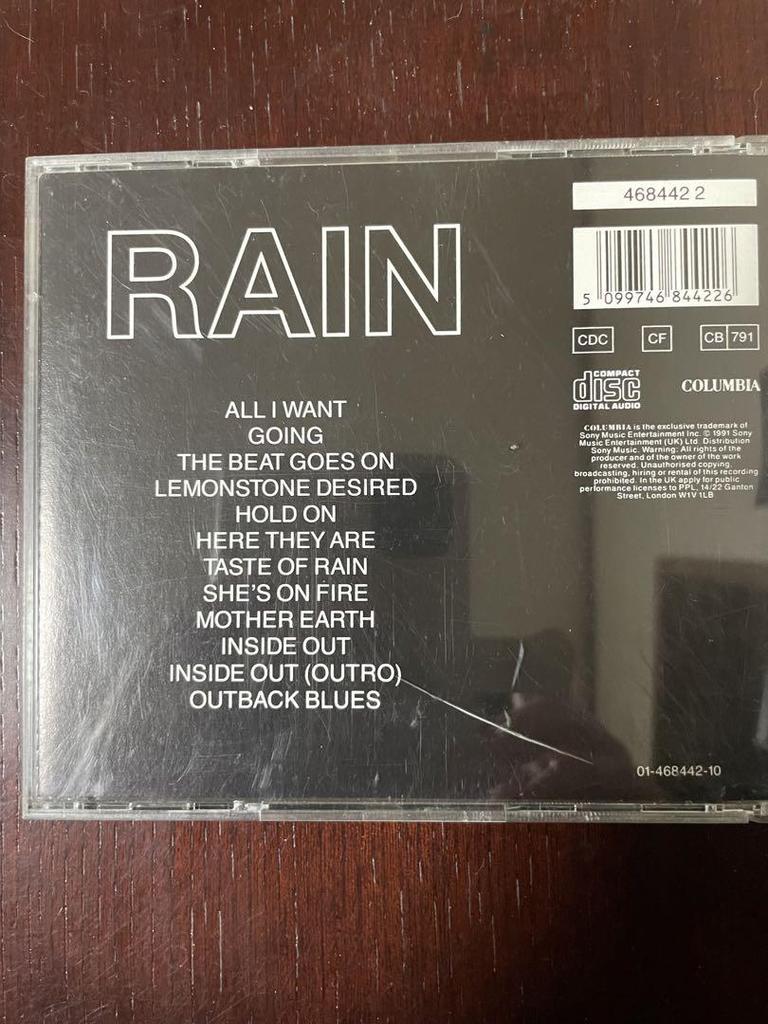 RAIN
ALL I WANT
GOING
THE BEAT GOES ON
LEMONSTONE DESIRED
HOLD ON
HERE THEY ARE
TASTE OF RAIN
SHE'S ON FIRE
MOTHER EARTH
INSIDE OUT
INSIDE OUT (OUTRO)
OUTBACK BLUES
468442 2
5 099746 844226
CDC CF CB 791
COMPACT
disc
DIGITAL AUDIO
COLUMBIA
COLUMBIA is the exclusive trademark of
Sony Music Entertainment Inc. © 1991 Sony
Music Entertainment (UK) Ltd. Distribution
Sony Music. Warning: All rights of the
producer and of the owner of the work
reserved. Unauthorised copying,
broadcasting, hiring or rental of this recording
prohibited. In the UK apply for public
performance licenses to PPL, 14/22 Ganton
Street, London W1V 1LB
01-468442-10